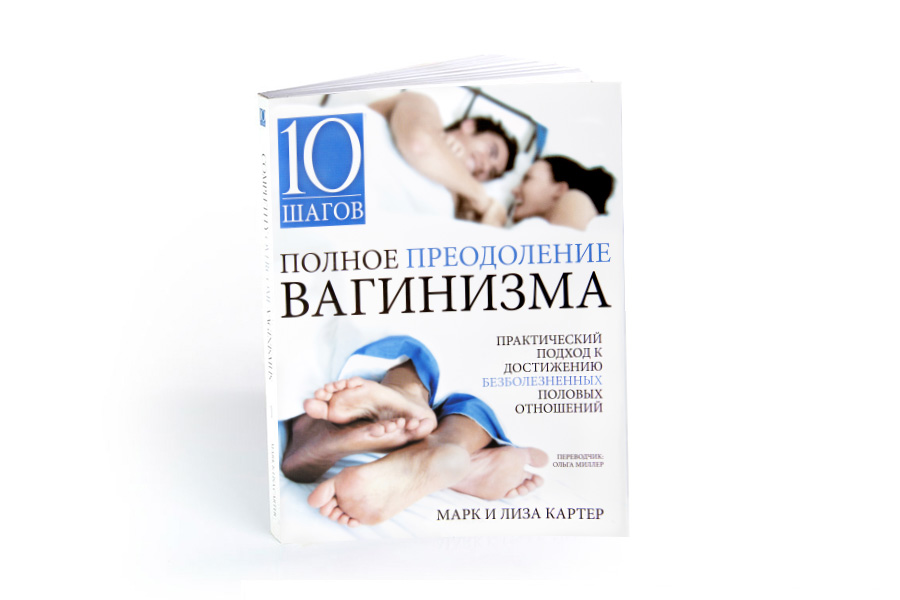 10
ШАГОВ
ПОЛНОЕ ПРЕОДОЛЕНИЕ
ВАГИНИЗМА
ПРАКТИЧЕСКИЙ
ПОДХОД К
ДОСТИЖЕНИЮ
БЕЗБОЛЕЗНЕННЫХ
ПОЛОВЫХ
ОТНОШЕНИЙ
ПЕРЕВОДЧИК:
ОЛЬГА МИЛЛЕР
МАРК И ЛИЗА КАРТЕР